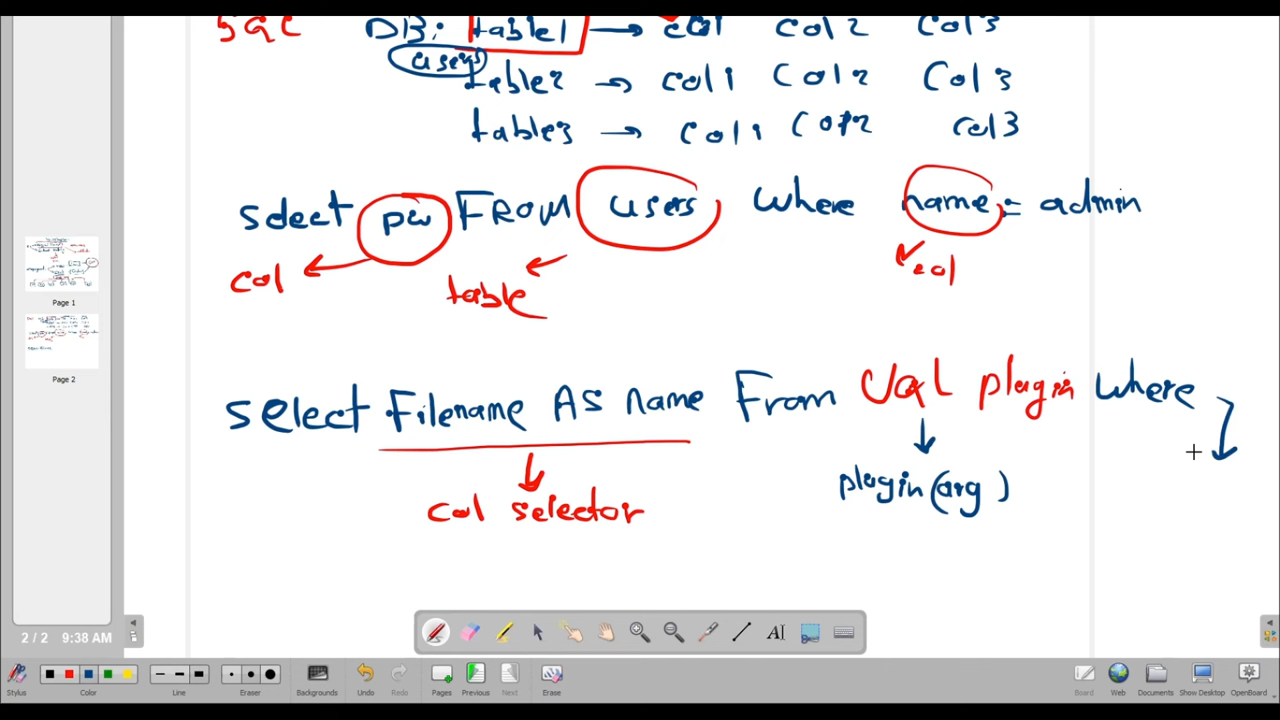 SQL DB: table1 → col1 col2 col3
users
table2 → col1 Col2 Col3
table3 → col1 Col2 col3
select pw FROM users where name = admin
col
table
col
select Filename AS name From VQL plugin where
col selector
plugin(arg)
Page 1
Page 2
2 / 2 9:38 AM
Stylus
Color
Line
Eraser
Backgrounds
Undo
Redo
Pages
Previous
Next
Erase
Board
Web
Documents
Show Desktop
OpenBoard